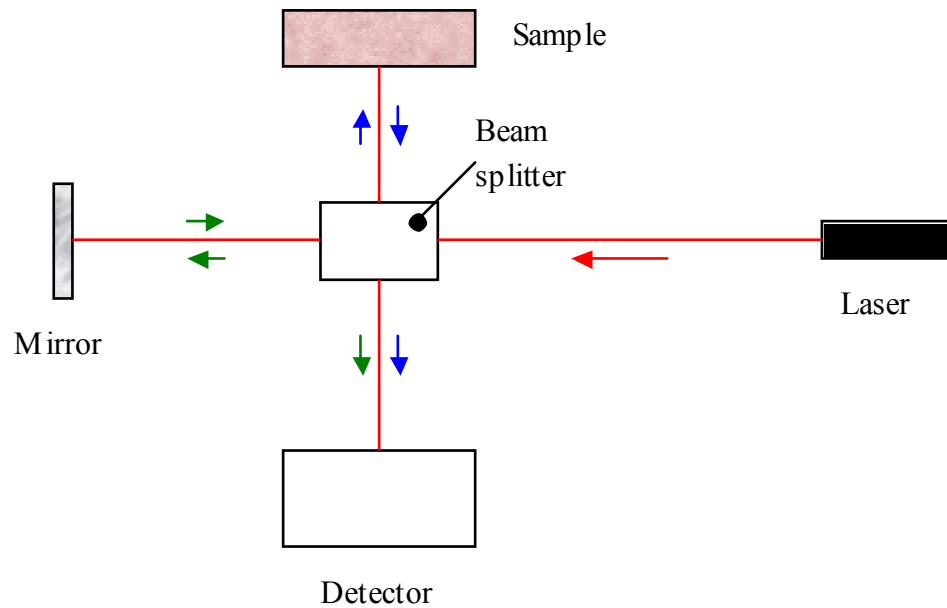 Sample
Beam
splitter
Laser
Mirror
Detector